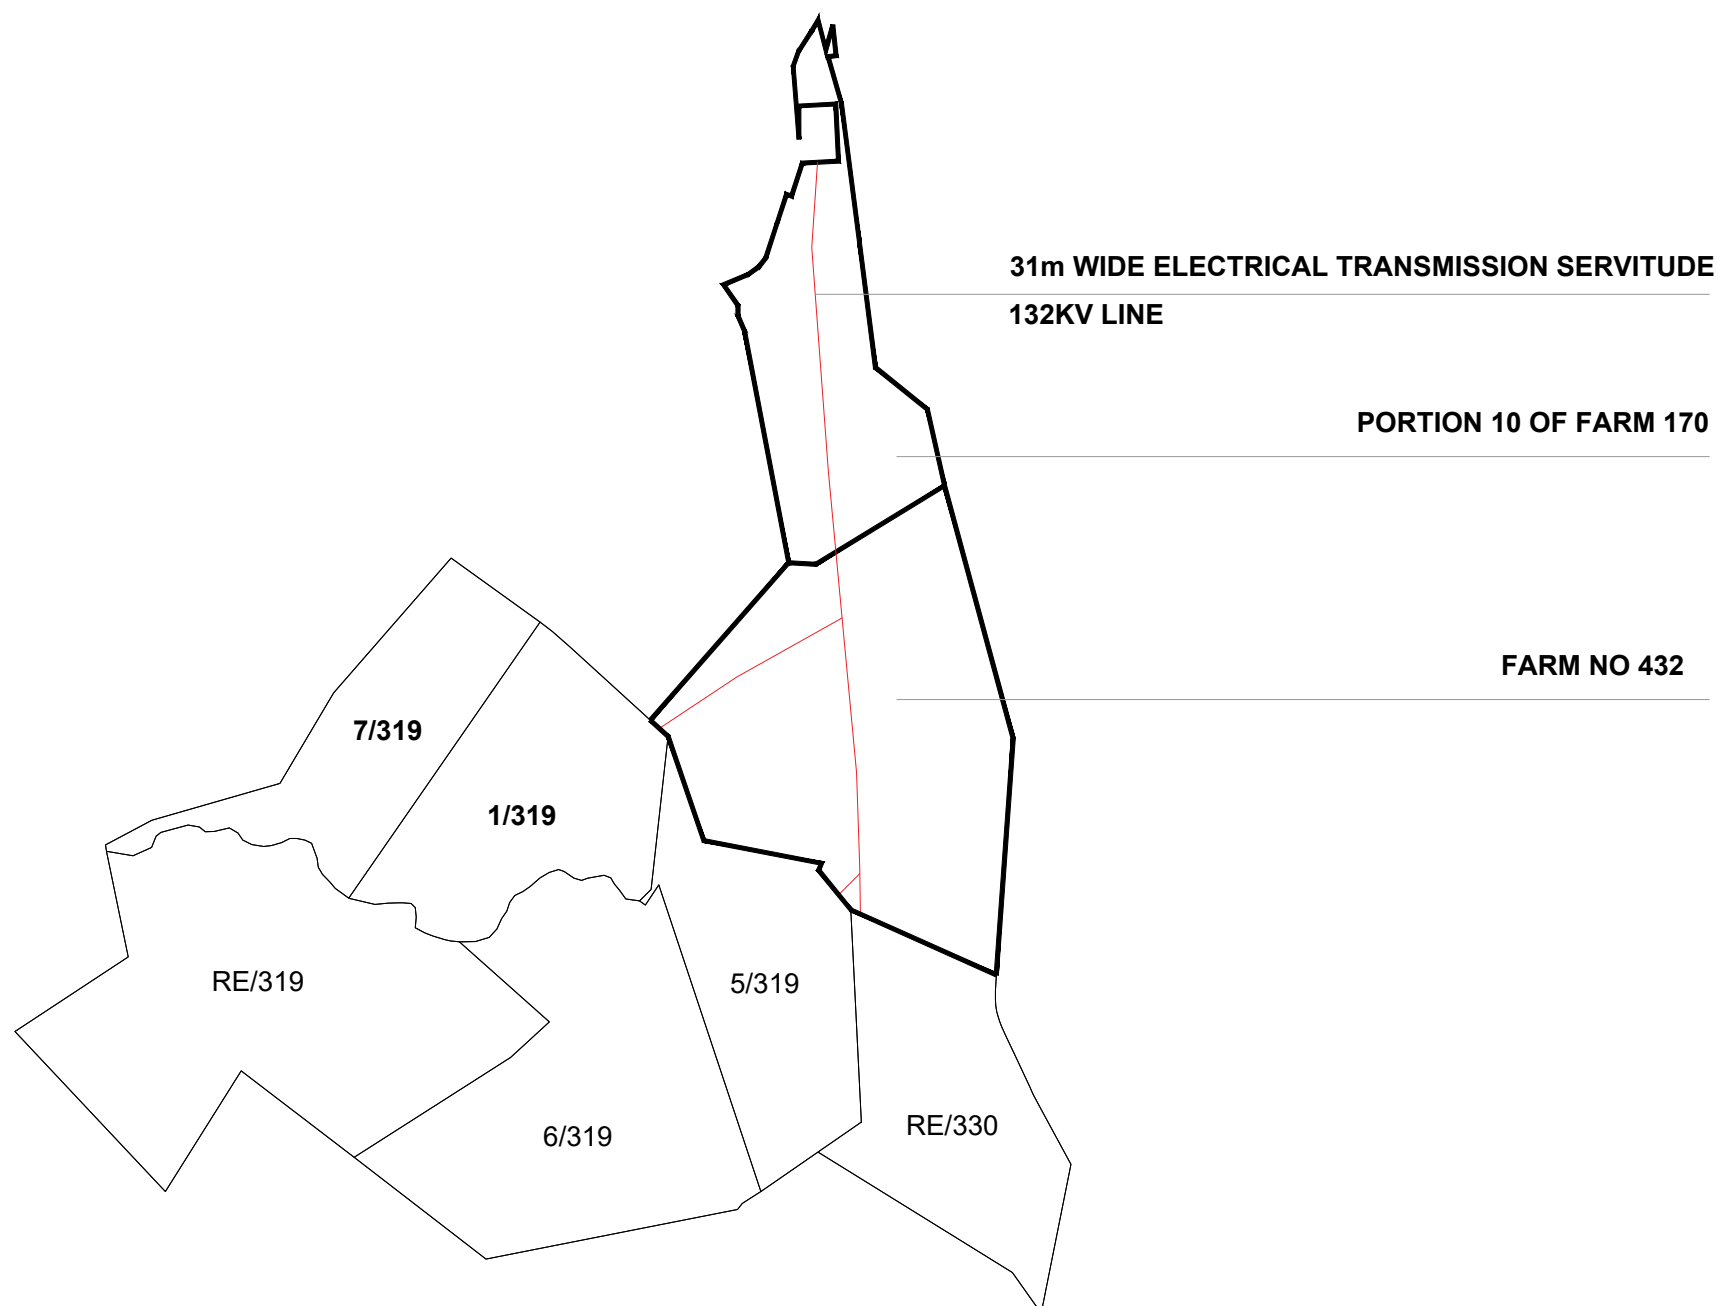 31m WIDE ELECTRICAL TRANSMISSION SERVITUDE
132KV LINE
PORTION 10 OF FARM 170
FARM NO 432
7/319
1/319
RE/319
5/319
6/319
RE/330